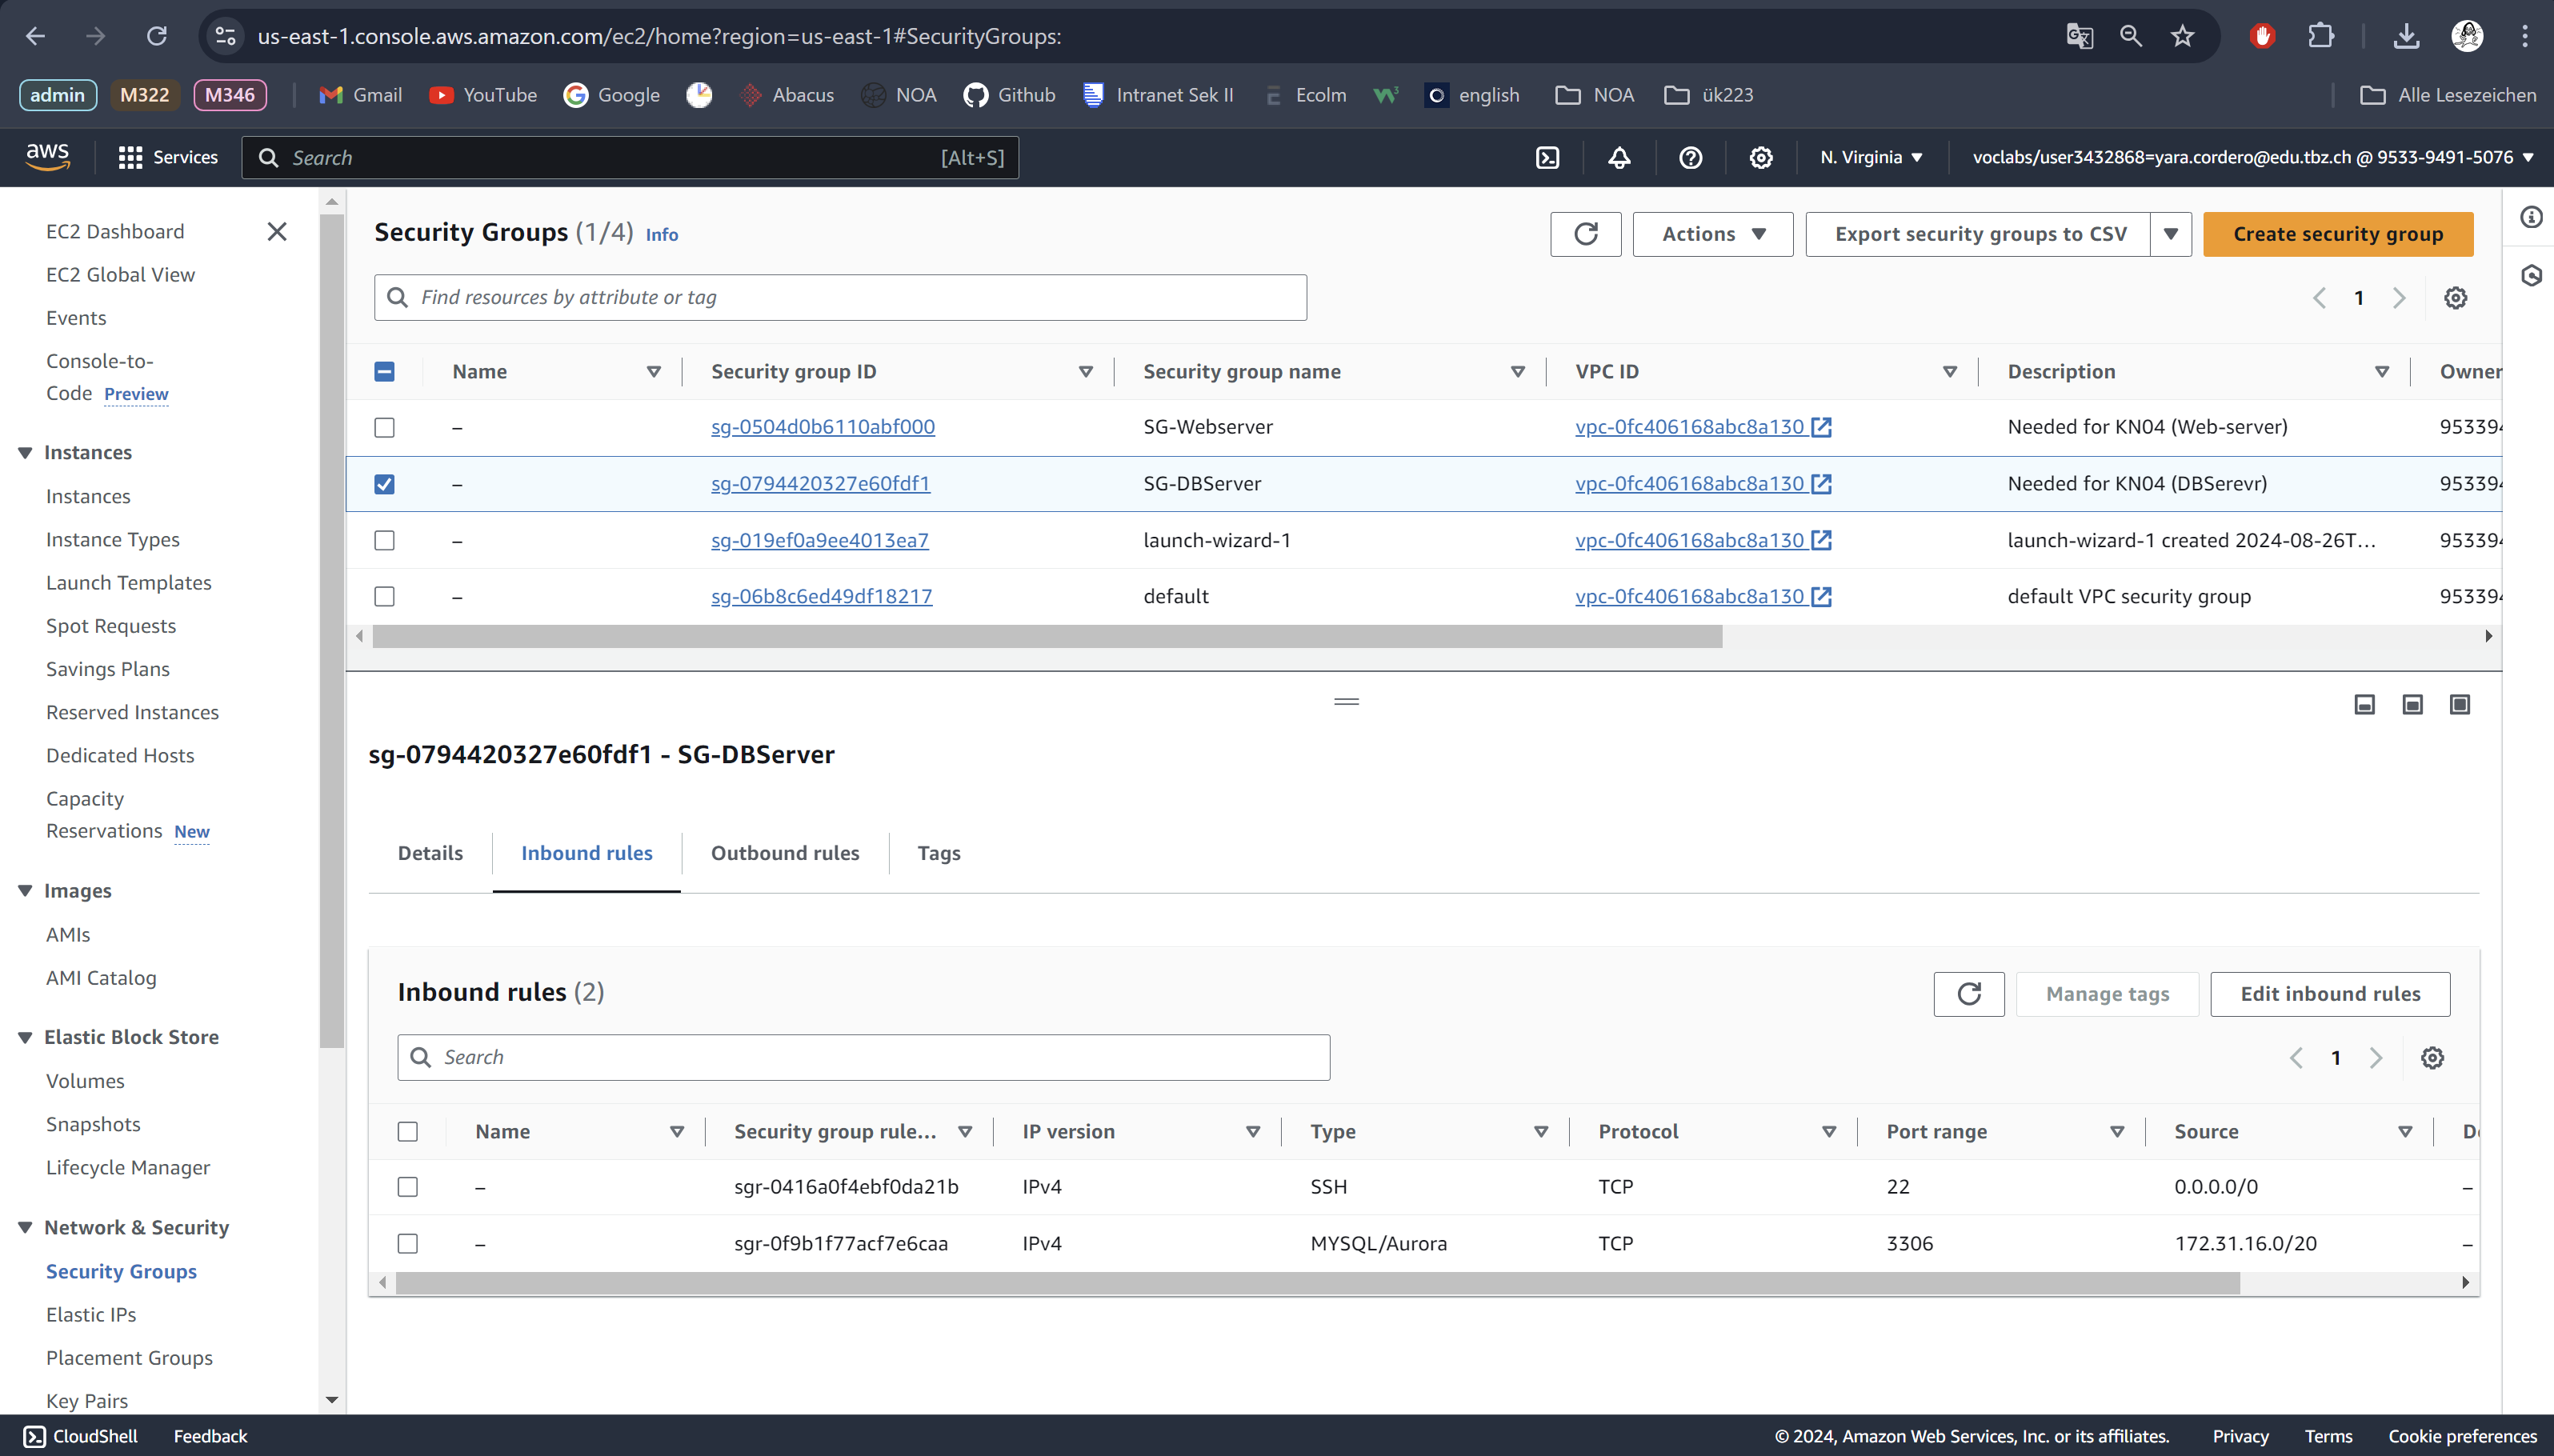 us-east-1.console.aws.amazon.com/ec2/home?region=us-east-1#SecurityGroups:
admin M322 M346 Gmail YouTube Google Abacus NOA Github Intranet Sek II Ecolm english NOA ük223 Alle Lesezeichen
aws Services Search [Alt+S] N. Virginia voclabs/user3432868=yara.cordero@edu.tbz.ch @ 9533-9491-5076
EC2 Dashboard
EC2 Global View
Events
Console-to-
Code Preview
Instances
Instances
Instance Types
Launch Templates
Spot Requests
Savings Plans
Reserved Instances
Dedicated Hosts
Capacity
Reservations New
Images
AMIs
AMI Catalog
Elastic Block Store
Volumes
Snapshots
Lifecycle Manager
Network & Security
Security Groups
Elastic IPs
Placement Groups
Key Pairs
Security Groups (1/4) Info Actions Export security groups to CSV Create security group
Find resources by attribute or tag 1
Name Security group ID Security group name VPC ID Description Owner
– sg-0504d0b6110abf000 SG-Webserver vpc-0fc406168abc8a130 Needed for KN04 (Web-server) 95339
– sg-0794420327e60fdf1 SG-DBServer vpc-0fc406168abc8a130 Needed for KN04 (DBSerevr) 95339
– sg-019ef0a9ee4013ea7 launch-wizard-1 vpc-0fc406168abc8a130 launch-wizard-1 created 2024-08-26T... 95339
– sg-06b8c6ed49df18217 default vpc-0fc406168abc8a130 default VPC security group 95339
sg-0794420327e60fdf1 - SG-DBServer
Details Inbound rules Outbound rules Tags
Inbound rules (2) Manage tags Edit inbound rules
Search 1
Name Security group rule... IP version Type Protocol Port range Source
– sgr-0416a0f4ebf0da21b IPv4 SSH TCP 22 0.0.0.0/0 –
– sgr-0f9b1f77acf7e6caa IPv4 MYSQL/Aurora TCP 3306 172.31.16.0/20 –
CloudShell Feedback © 2024, Amazon Web Services, Inc. or its affiliates. Privacy Terms Cookie preferences